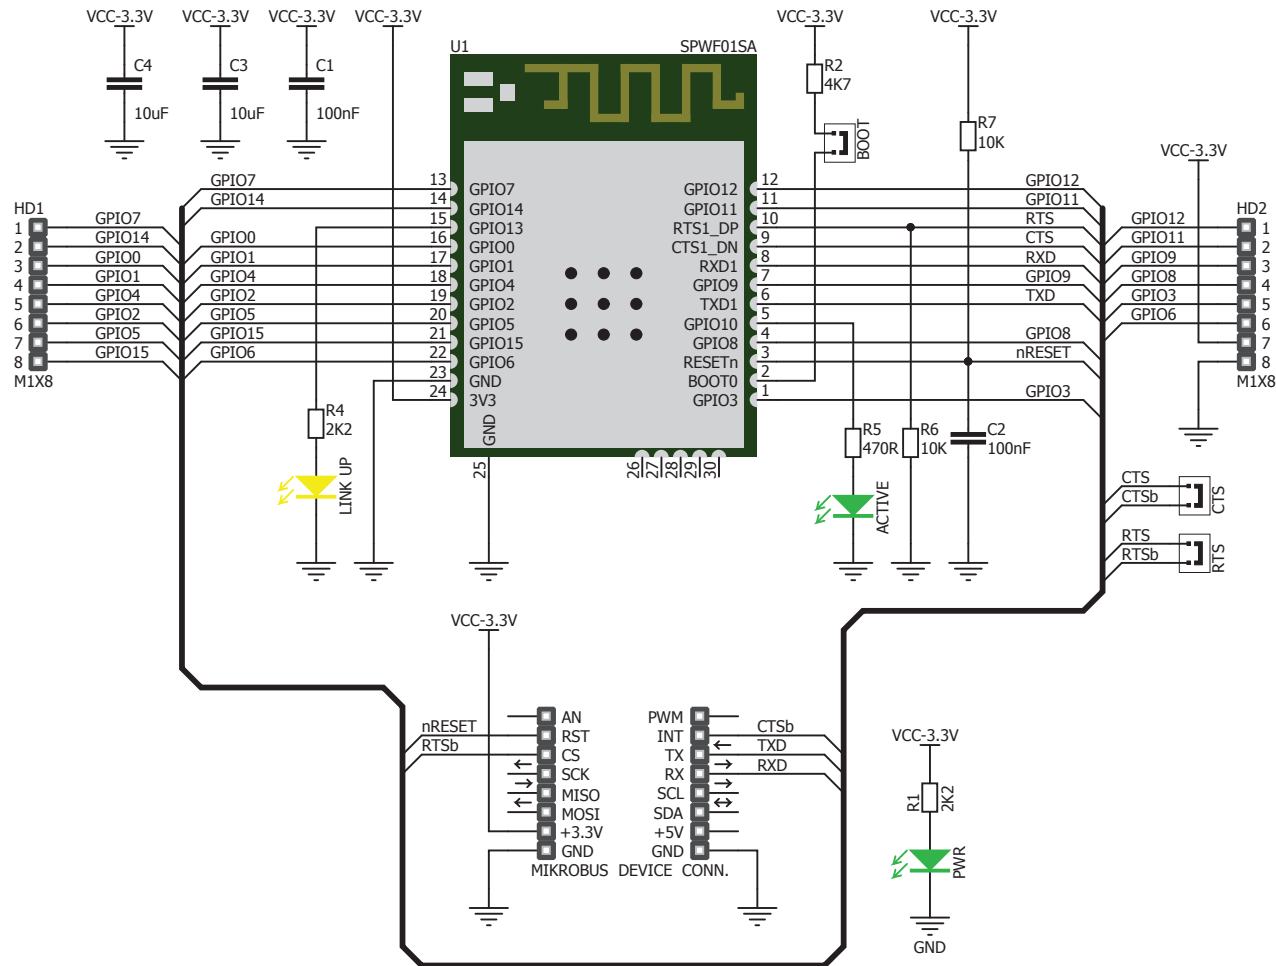 VCC-3.3V VCC-3.3V VCC-3.3V VCC-3.3V
C4 10uF
C3 10uF
C1 100nF
U1 SPWF01SA
VCC-3.3V
R2
4K7
BOOT
VCC-3.3V
R7
10K
VCC-3.3V
HD1
1 GPIO7
2 GPIO14
3 GPIO0
4 GPIO1
5 GPIO4
6 GPIO2
7 GPIO5
8 GPIO15
M1X8
GPIO7 13 GPIO7
GPIO14 14 GPIO14
15 GPIO13
GPIO0 16 GPIO0
GPIO1 17 GPIO1
GPIO4 18 GPIO4
GPIO2 19 GPIO2
GPIO5 20 GPIO5
GPIO15 21 GPIO15
GPIO6 22 GPIO6
23 GND
24 3V3
GND
25
26 27 28 29 30
GPIO12 12 GPIO12
GPIO11 11 GPIO11
RTS1_DP 10 RTS
CTS1_DN 9 CTS
RXD1 8 RXD
GPIO9 7 GPIO9
TXD1 6 TXD
GPIO10 5
GPIO8 4 GPIO8
RESETn 3 nRESET
BOOT0 2
GPIO3 1 GPIO3
HD2
GPIO12 1
GPIO11 2
GPIO9 3
GPIO8 4
GPIO3 5
GPIO6 6
7
8
M1X8
R4
2K2
LINK UP
R5
470R
ACTIVE
R6
10K
C2
100nF
CTS
CTSb
CTS
RTS
RTSb
RTS
VCC-3.3V
AN PWM
nRESET RST INT CTSb
RTSb CS TX TXD
SCK RX RXD
MISO SCL
MOSI SDA
+3.3V +5V
GND GND
MIKROBUS DEVICE CONN.
VCC-3.3V
R1
2K2
PWR
GND